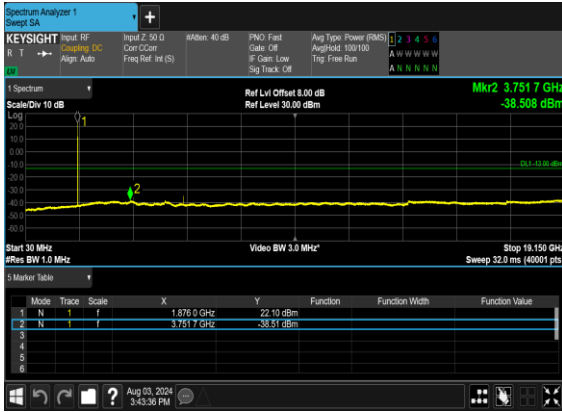 Spectrum Analyzer 1
Swept SA
+
KEYSIGHT Input: RF Input Z: 50 Ω #Atten: 40 dB PNO: Fast Avg Type: Power (RMS) 1 2 3 4 5 6
R T Coupling: DC Corr CCorr Gate: Off Avg|Hold: 100/100 A W W W W W
Align: Auto Freq Ref: Int (S) IF Gain: Low Trig: Free Run
Sig Track: Off A N N N N N
1 Spectrum Ref Lvl Offset 8.00 dB Mkr2 3.751 7 GHz
Scale/Div 10 dB Ref Level 30.00 dBm -38.508 dBm
Log
20.0
10.0
0.00
-10.0
-20.0
-30.0
-40.0
-50.0
-60.0
1
DL1 -13.00 dBm
2
Start 30 MHz Video BW 3.0 MHz* Stop 19.150 GHz
#Res BW 1.0 MHz Sweep 32.0 ms (40001 pts)
5 Marker Table
Mode Trace Scale X Y Function Function Width Function Value
1 N 1 f 1.876 0 GHz 22.10 dBm
2 N 1 f 3.751 7 GHz -38.51 dBm
3
4
5
6
? Aug 03, 2024
3:43:36 PM